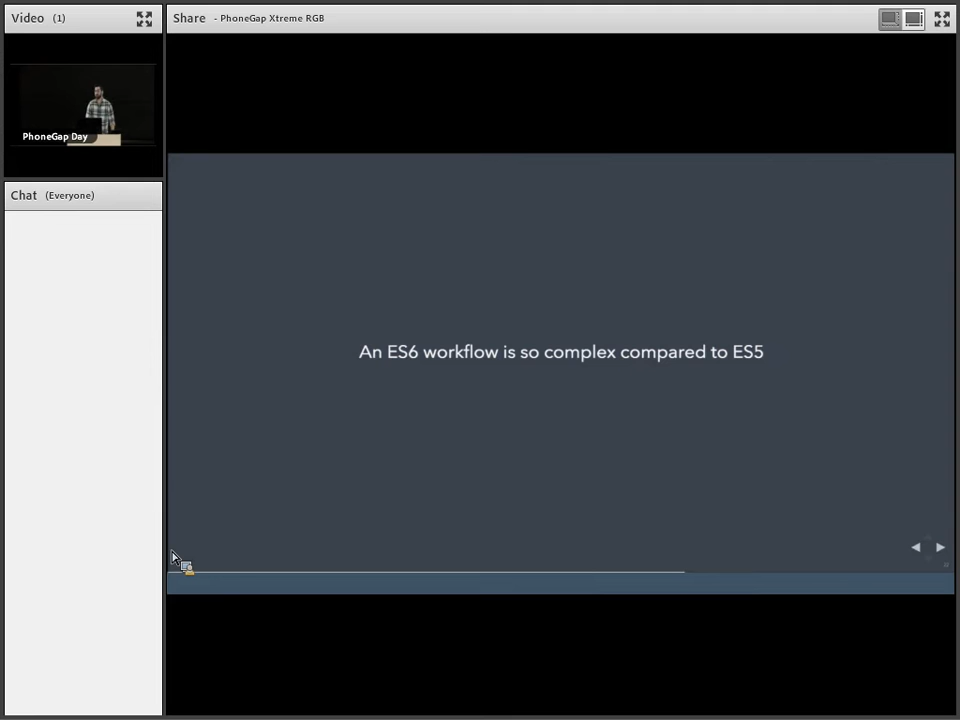 Video (1)
Share - PhoneGap Xtreme RGB
PhoneGap Day
Chat (Everyone)
An ES6 workflow is so complex compared to ES5